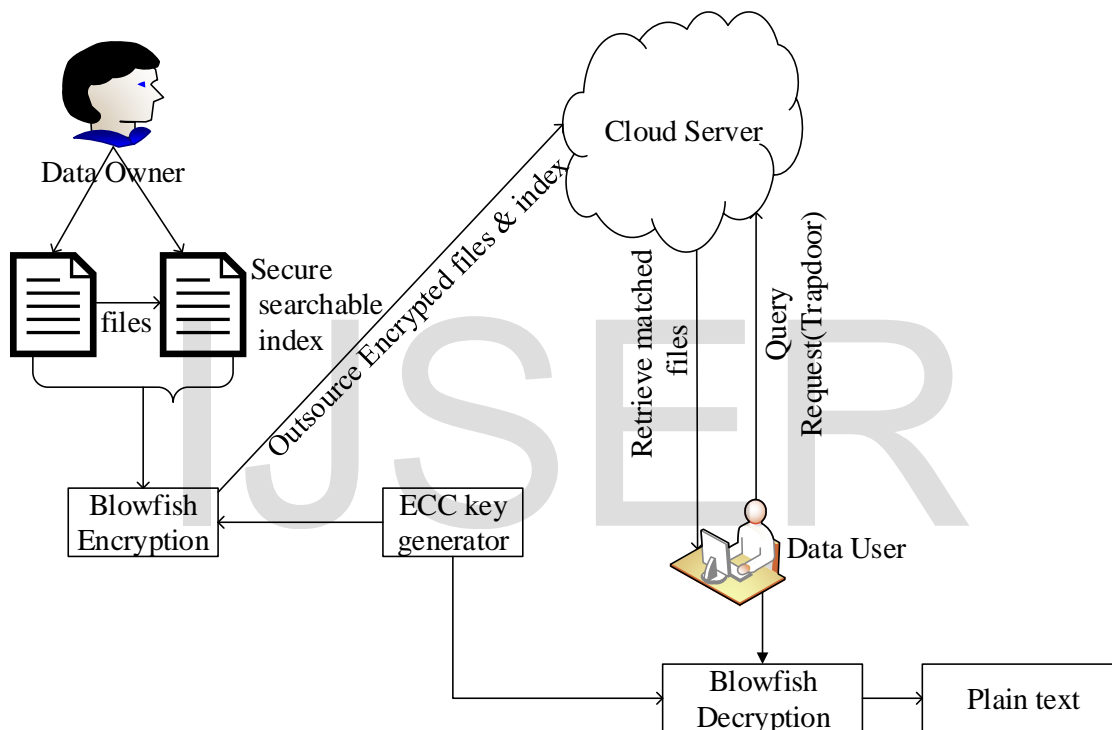 Data Owner
files
Secure
searchable
index
Outsource Encrypted files & index
Cloud Server
Retrieve matched
files
Query
Request(Trapdoor)
IJSER
Blowfish
Encryption
ECC key
generator
Data User
Blowfish
Decryption
Plain text